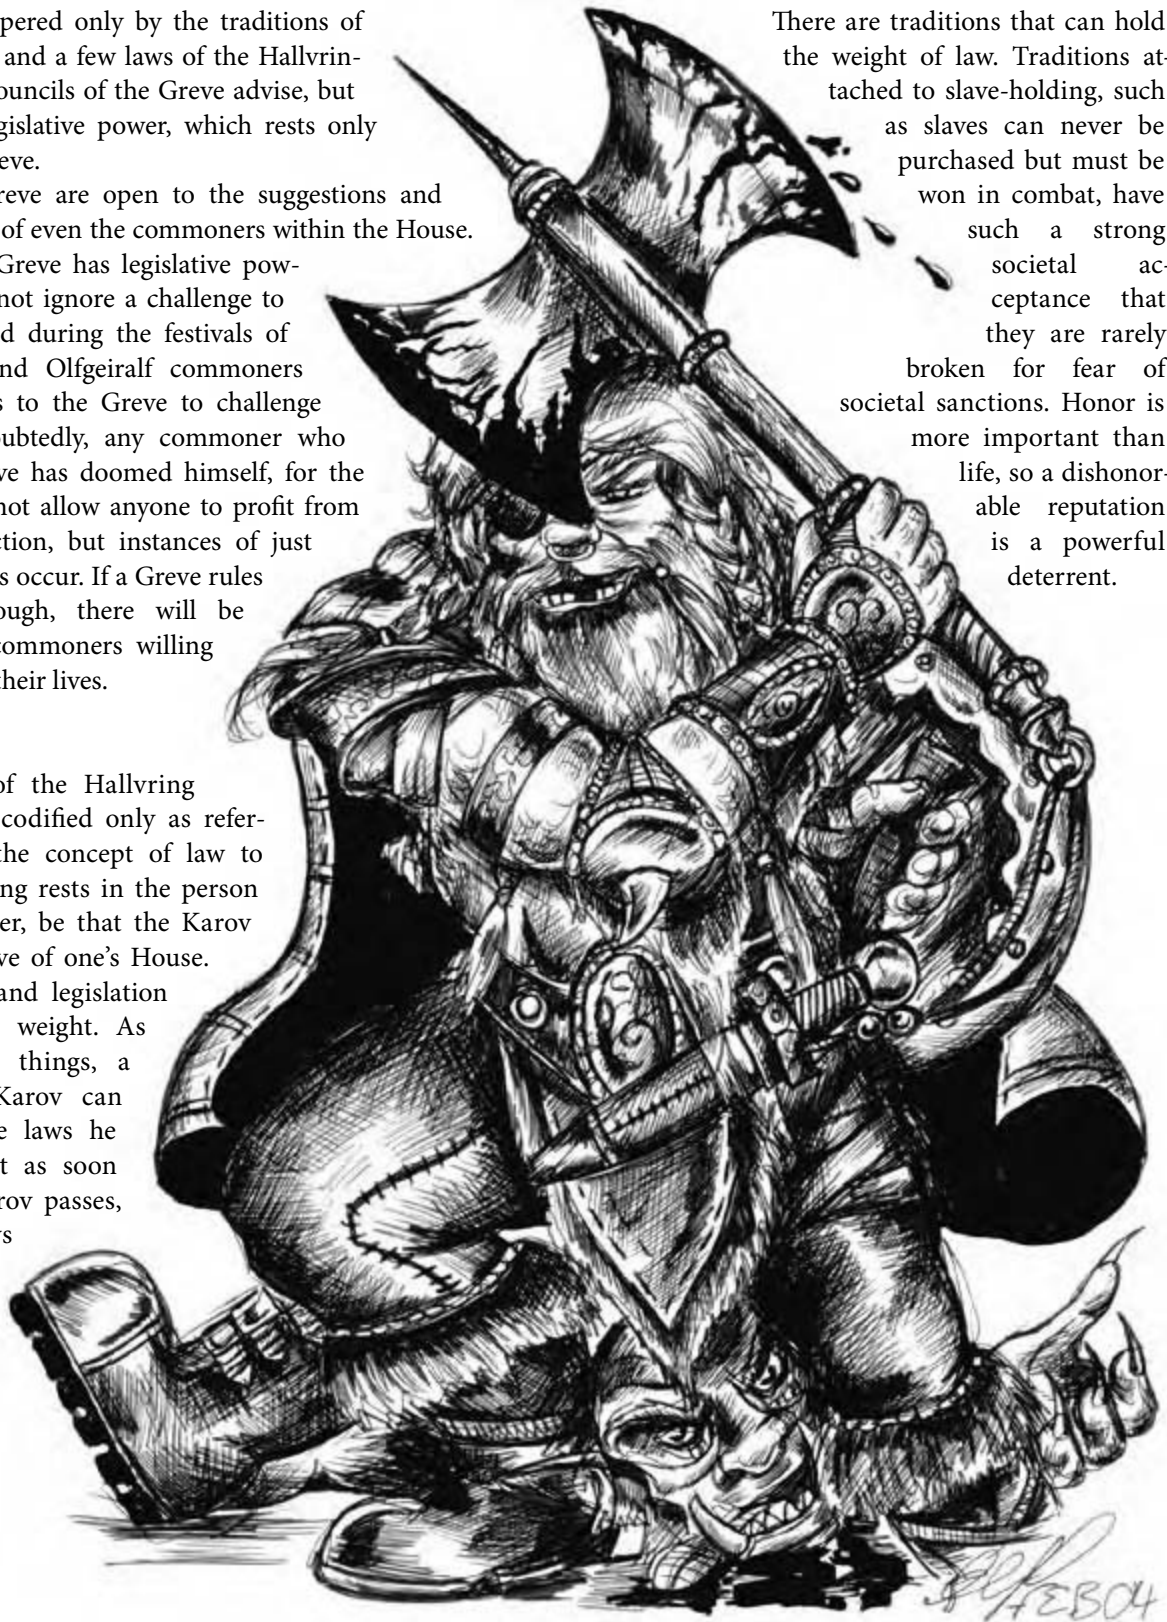 pered only by the traditions of
and a few laws of the Hallvrin-
ouncils of the Greve advise, but
gislative power, which rests only
eve.
reve are open to the suggestions and
of even the commoners within the House.
Greve has legislative pow-
not ignore a challenge to
d during the festivals of
nd Olfgeiralf commoners
s to the Greve to challenge
oubtedly, any commoner who
ve has doomed himself, for the
not allow anyone to profit from
ction, but instances of just
s occur. If a Greve rules
ough, there will be
commoners willing
their lives.
of the Hallvring
codified only as refer-
the concept of law to
ng rests in the person
er, be that the Karov
ve of one's House.
and legislation
weight. As
things, a
Karov can
e laws he
t as soon
rov passes,
vs
There are traditions that can hold
the weight of law. Traditions at-
tached to slave-holding, such
as slaves can never be
purchased but must be
won in combat, have
such a strong
societal ac-
ceptance that
they are rarely
broken for fear of
societal sanctions. Honor is
more important than
life, so a dishonor-
able reputation
is a powerful
deterrent.